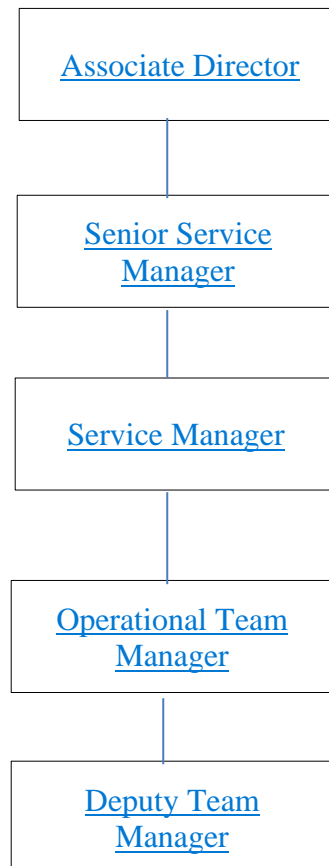 Associate Director
Senior Service
Manager
Service Manager
Operational Team
Manager
Deputy Team
Manager